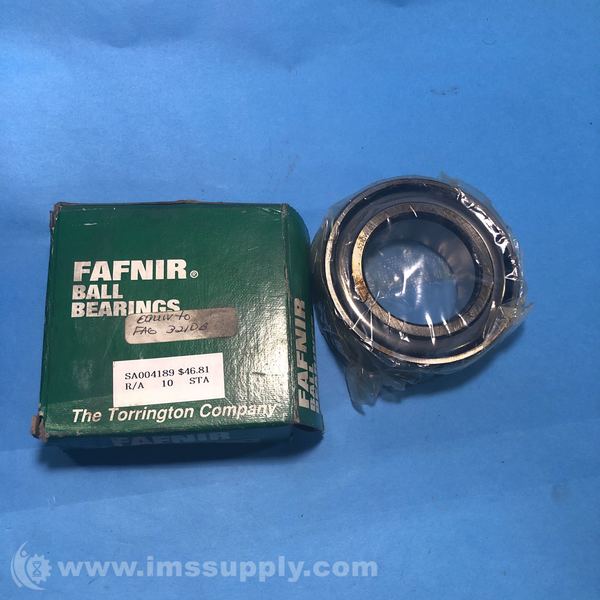 FAFNIR®
BALL
BEARINGS
EQUIV to
FAG
SA004189 $46.81
R/A 10 STA
The Torrington Company
FAFNIR
FAFNIR
www.imssupply.com